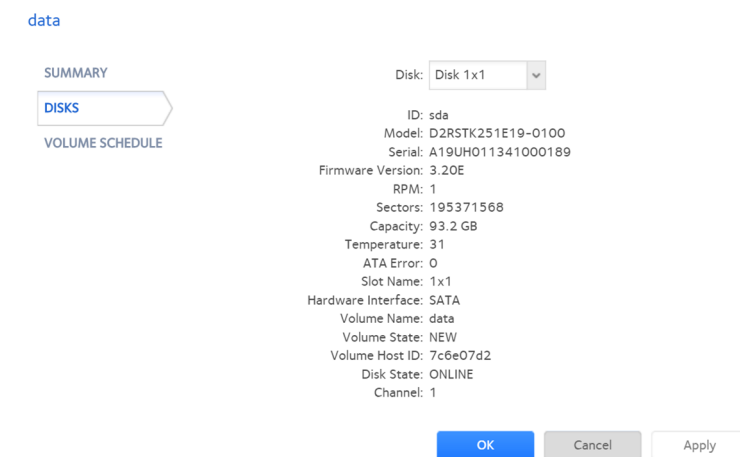 data
SUMMARY
DISKS
VOLUME SCHEDULE
Disk: Disk 1x1
ID: sda
Model: D2RSTK251E19-0100
Serial: A19UH011341000189
Firmware Version: 3.20E
RPM: 1
Sectors: 195371568
Capacity: 93.2 GB
Temperature: 31
ATA Error: 0
Slot Name: 1x1
Hardware Interface: SATA
Volume Name: data
Volume State: NEW
Volume Host ID: 7c6e07d2
Disk State: ONLINE
Channel: 1
OK Cancel Apply